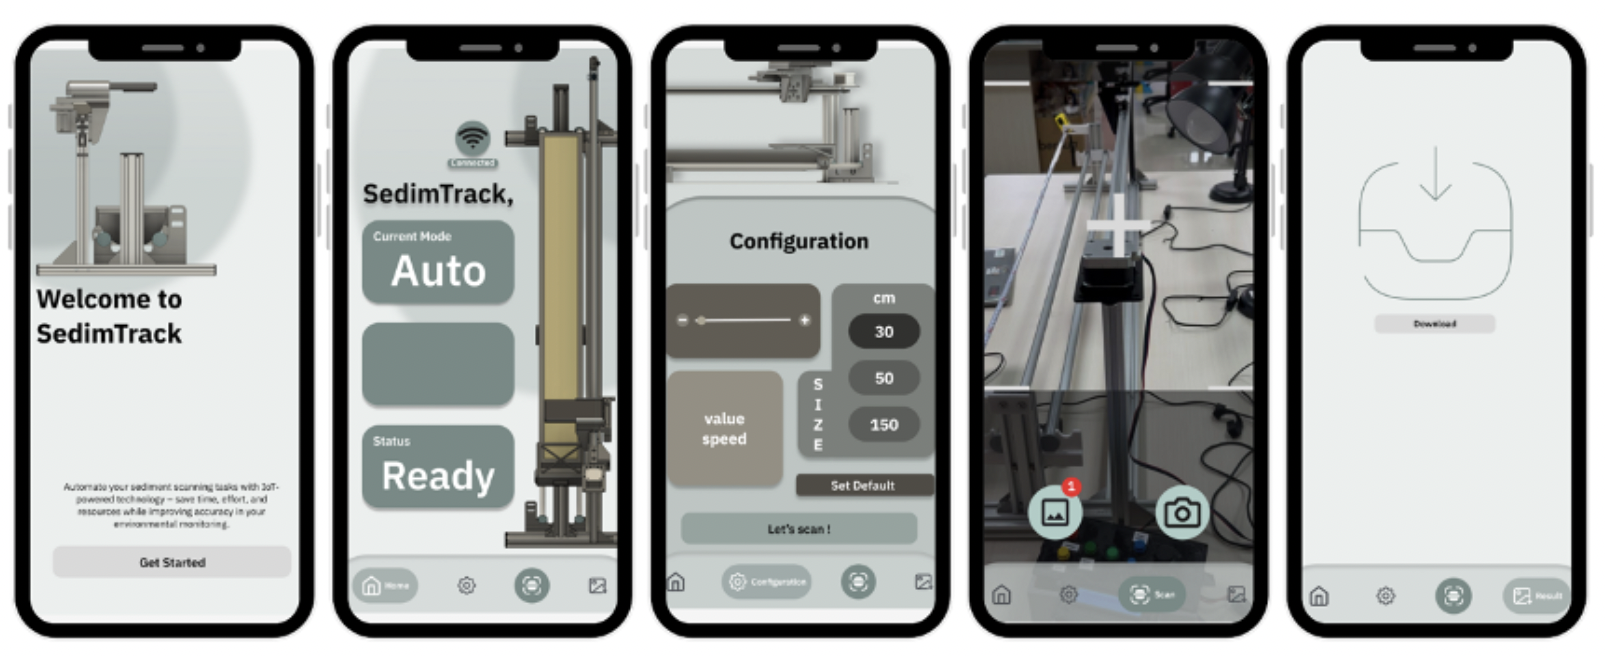 Welcome to
SedimTrack
Automate your sediment scanning tasks with IoT-
powered technology – save time, effort, and
resources while improving accuracy in your
environmental monitoring.
Get Started
Connected
SedimTrack,
Current Mode
Auto
Status
Ready
Home
Configuration
cm
30
50
150
SIZE
value
speed
Set Default
Let's scan !
Configuration
1
Scan
Download
Result